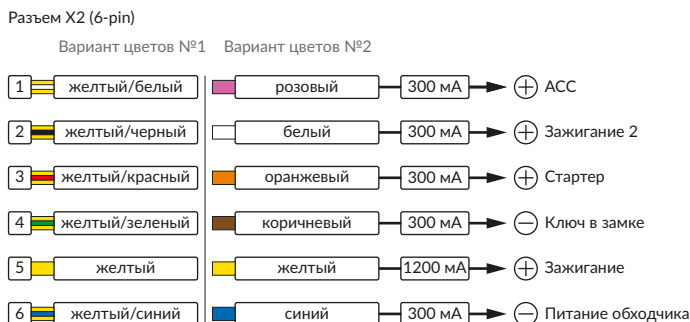 Разъем X2 (6-pin)
Вариант цветов №1 Вариант цветов №2
1 желтый/белый розовый 300 мА + ACC
2 желтый/черный белый 300 мА + Зажигание 2
3 желтый/красный оранжевый 300 мА + Стартер
4 желтый/зеленый коричневый 300 мА − Ключ в замке
5 желтый желтый 1200 мА + Зажигание
6 желтый/синий синий 300 мА − Питание обходчика